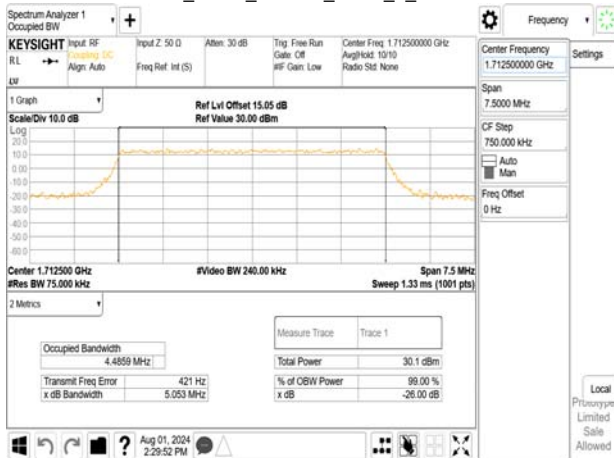 Spectrum Analyzer 1
Occupied BW
Frequency
KEYSIGHT
RL
Input: RF
Coupling: DC
Align: Auto
Input Z: 50 Ω
Freq Ref: Int (S)
Atten: 30 dB
Trig: Free Run
Gate: Off
#IF Gain: Low
Center Freq: 1.712500000 GHz
Avg|Hold: 10/10
Radio Std: None
Center Frequency
1.712500000 GHz
Settings
Span
7.5000 MHz
CF Step
750.000 kHz
Auto
Man
Freq Offset
0 Hz
1 Graph
Scale/Div 10.0 dB
Ref Lvl Offset 15.05 dB
Ref Value 30.00 dBm
Log
20.0
10.0
0.00
-10.0
-20.0
-30.0
-40.0
-50.0
-60.0
Center 1.712500 GHz
#Video BW 240.00 kHz
Span 7.5 MHz
#Res BW 75.000 kHz
Sweep 1.33 ms (1001 pts)
2 Metrics
Measure Trace
Trace 1
Occupied Bandwidth
4.4859 MHz
Total Power
30.1 dBm
Transmit Freq Error
421 Hz
% of OBW Power
99.00 %
x dB Bandwidth
5.053 MHz
x dB
-26.00 dB
Local
Prototype
Limited
Sale
Allowed
Aug 01, 2024
2:29:52 PM